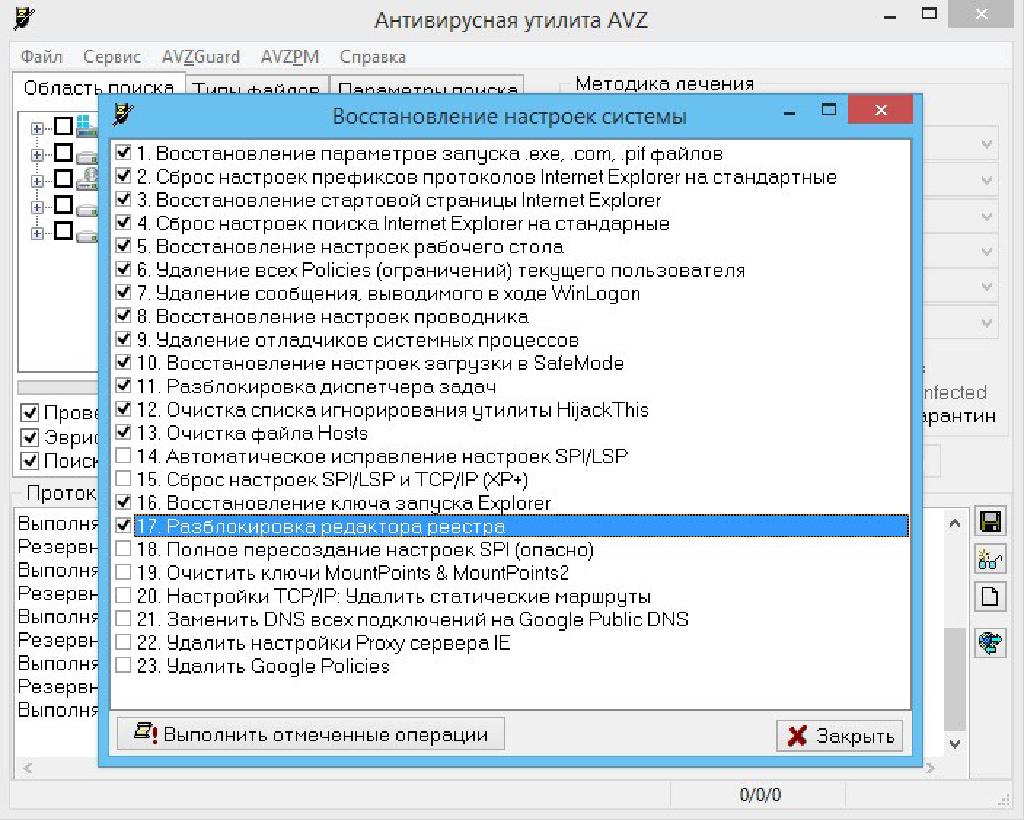 Антивирусная утилита AVZ
Файл Сервис AVZGuard AVZPM Справка
Область поиска Типы файлов Параметры поиска
Методика лечения
Восстановление настроек системы
1. Восстановление параметров запуска .exe, .com, .pif файлов
2. Сброс настроек префиксов протоколов Internet Explorer на стандартные
3. Восстановление стартовой страницы Internet Explorer
4. Сброс настроек поиска Internet Explorer на стандарные
5. Восстановление настроек рабочего стола
6. Удаление всех Policies (ограничений) текущего пользователя
7. Удаление сообщения, выводимого в ходе WinLogon
8. Восстановление настроек проводника
9. Удаление отладчиков системных процессов
10. Восстановление настроек загрузки в SafeMode
11. Разблокировка диспетчера задач
12. Очистка списка игнорирования утилиты HijackThis
13. Очистка файла Hosts
14. Автоматическое исправление настроек SPl/LSP
15. Сброс настроек SPI/LSP и TCP/IP (XP+)
16. Восстановление ключа запуска Explorer
17. Разблокировка редактора реестра
18. Полное пересоздание настроек SPI (опасно)
19. Очистить ключи MountPoints & MountPoints2
20. Настройки TCP/IP: Удалить статические маршруты
21. Заменить DNS всех подключений на Google Public DNS
22. Удалить настройки Proxy сервера IE
23. Удалить Google Policies
Выполнить отмеченные операции
Закрыть
nfected
арантин
Прове
Эврис
Поиск
Проток
Выполня
Резервн
Выполня
Резервн
Выполня
Резервн
Выполня
Резервн
Выполня
0/0/0